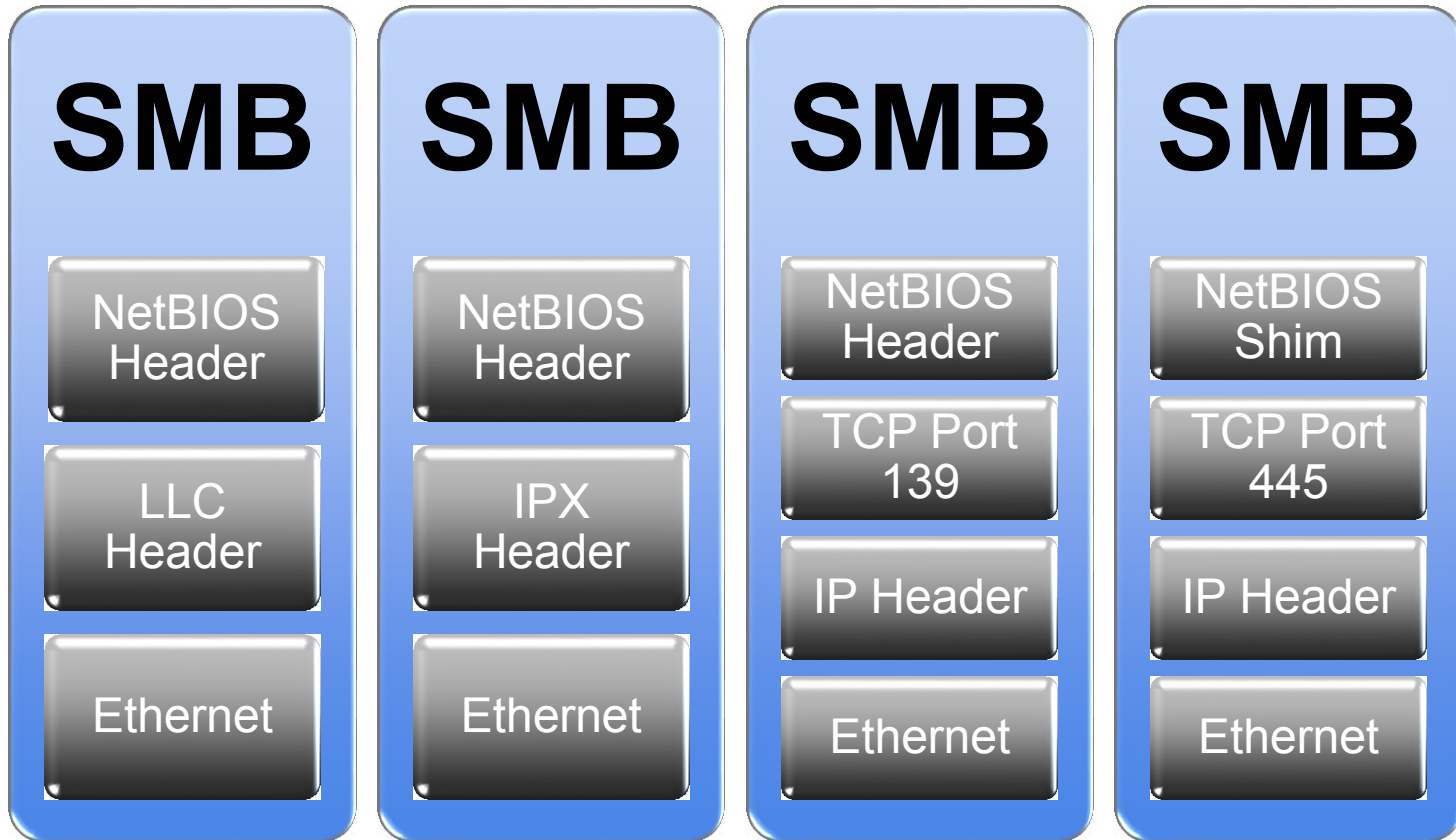 SMB
NetBIOS
Header
LLC
Header
Ethernet
SMB
NetBIOS
Header
IPX
Header
Ethernet
SMB
NetBIOS
Header
TCP Port
139
IP Header
Ethernet
SMB
NetBIOS
Shim
TCP Port
445
IP Header
Ethernet